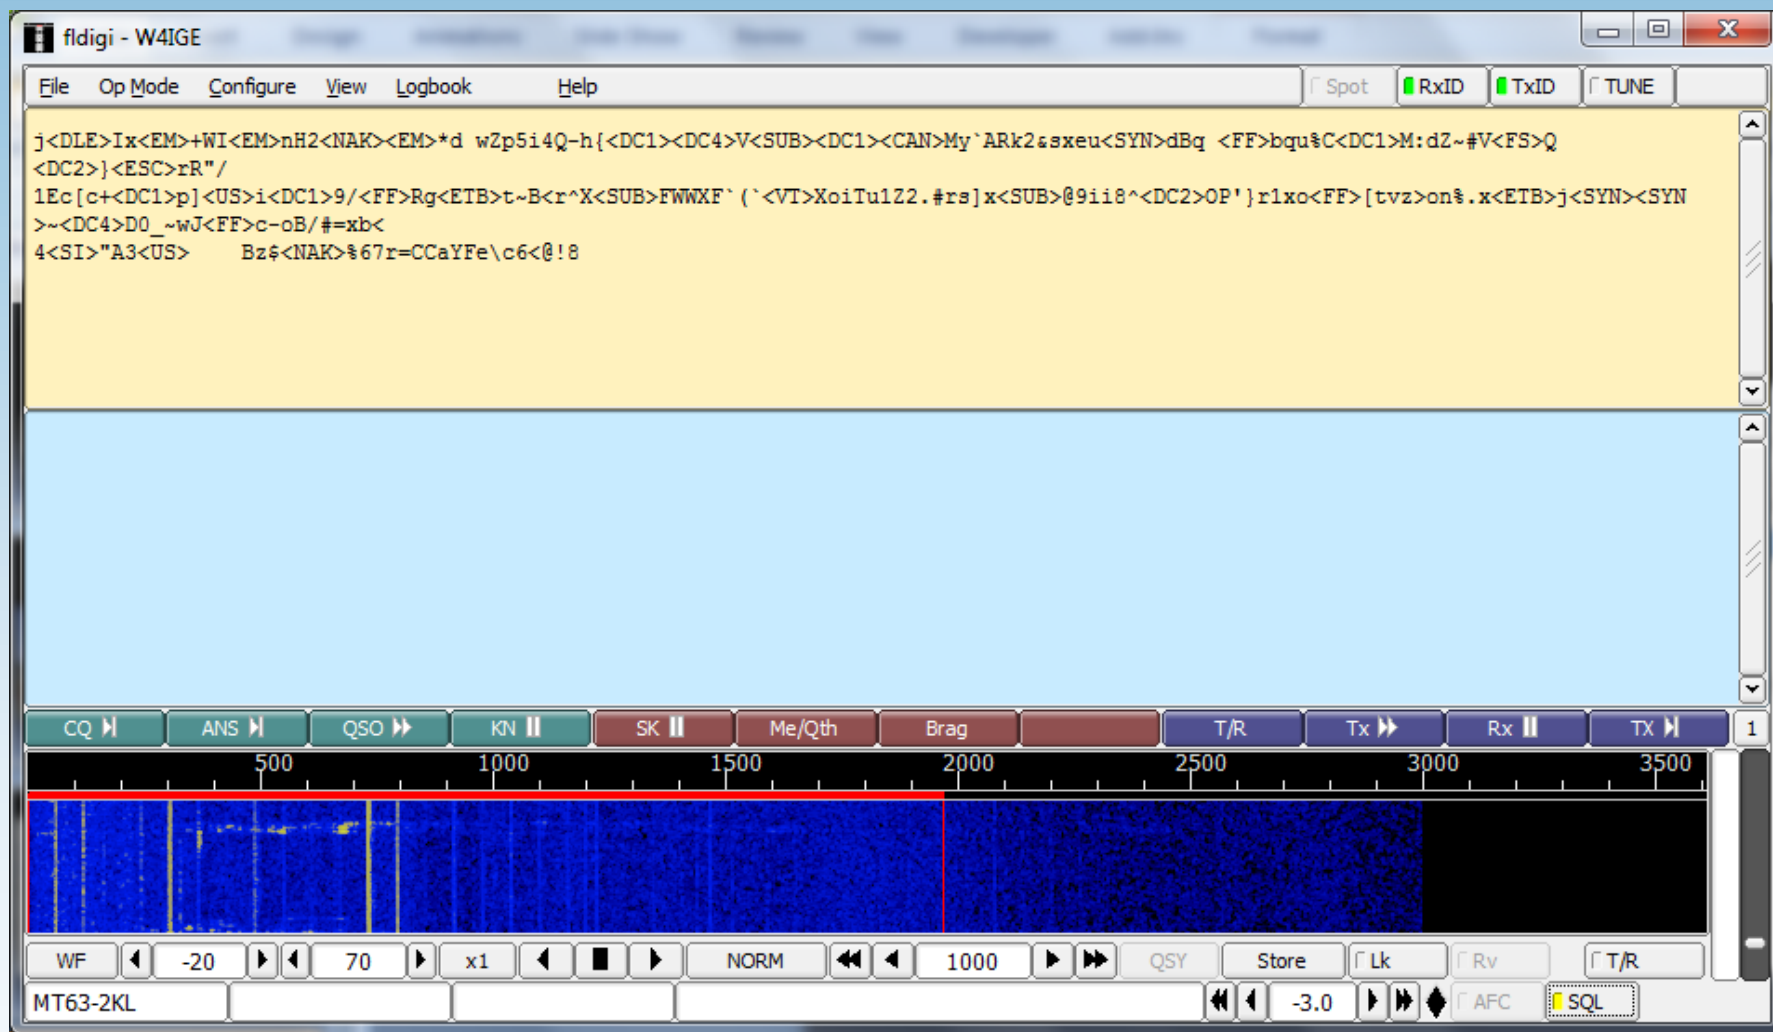 fldigi - W4IGE
File Op Mode Configure View Logbook Help Spot RxID TxID TUNE
j<DLE>Ix<EM>+WI<EM>nH2<NAK><EM>*d wZp5i4Q-h{<DC1><DC4>V<SUB><DC1><CAN>My`ARk2&sxeu<SYN>dBq <FF>bqu%C<DC1>M:dZ~#V<FS>Q
<DC2>}<ESC>rR"/
1Ec[c+<DC1>p]<US>i<DC1>9/<FF>Rg<ETB>t~B<r^X<SUB>FWWXF`(`<VT>XoiTu1Z2.#rs]x<SUB>@9ii8^<DC2>OP'}r1xo<FF>[tvz>on%.x<ETB>j<SYN><SYN
>~<DC4>D0_~wJ<FF>c-oB/#=xb<
4<SI>"A3<US>    Bz$<NAK>%67r=CCaYFe\c6<@!8
CQ ANS QSO KN SK Me/Qth Brag T/R Tx Rx TX 1
500 1000 1500 2000 2500 3000 3500
WF -20 70 x1 NORM 1000 QSY Store Lk Rv T/R
MT63-2KL -3.0 AFC SQL